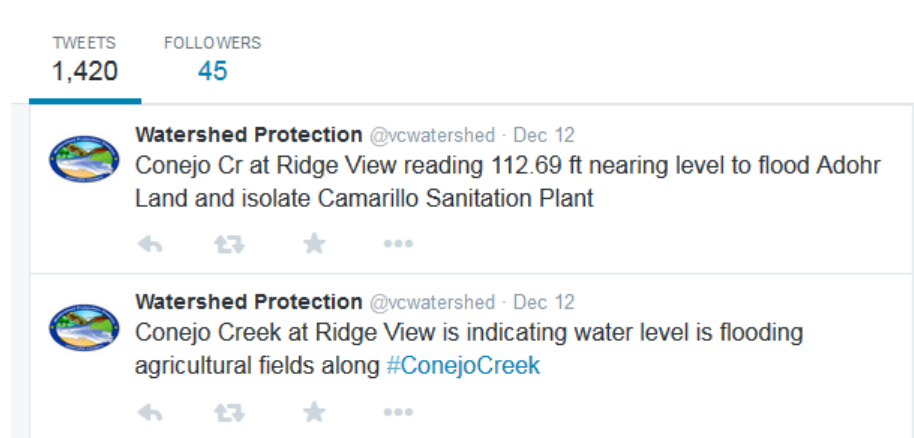 TWEETS FOLLOWERS
1,420 45
Watershed Protection @vcwatershed · Dec 12
Conejo Cr at Ridge View reading 112.69 ft nearing level to flood Adohr
Land and isolate Camarillo Sanitation Plant
Watershed Protection @vcwatershed · Dec 12
Conejo Creek at Ridge View is indicating water level is flooding
agricultural fields along #ConejoCreek